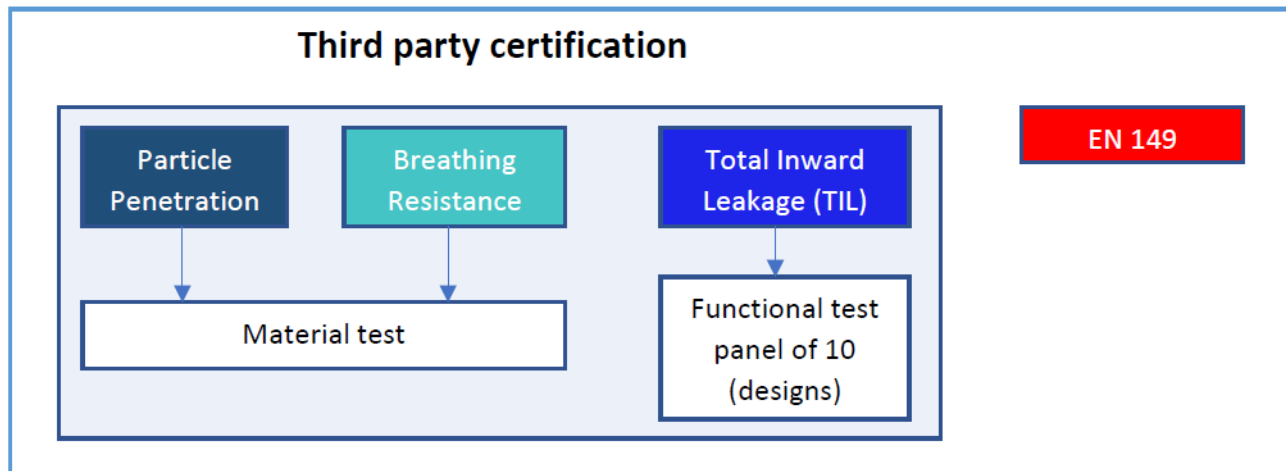 Third party certification
Particle
Penetration
Breathing
Resistance
Total Inward
Leakage (TIL)
EN 149
Material test
Functional test
panel of 10
(designs)